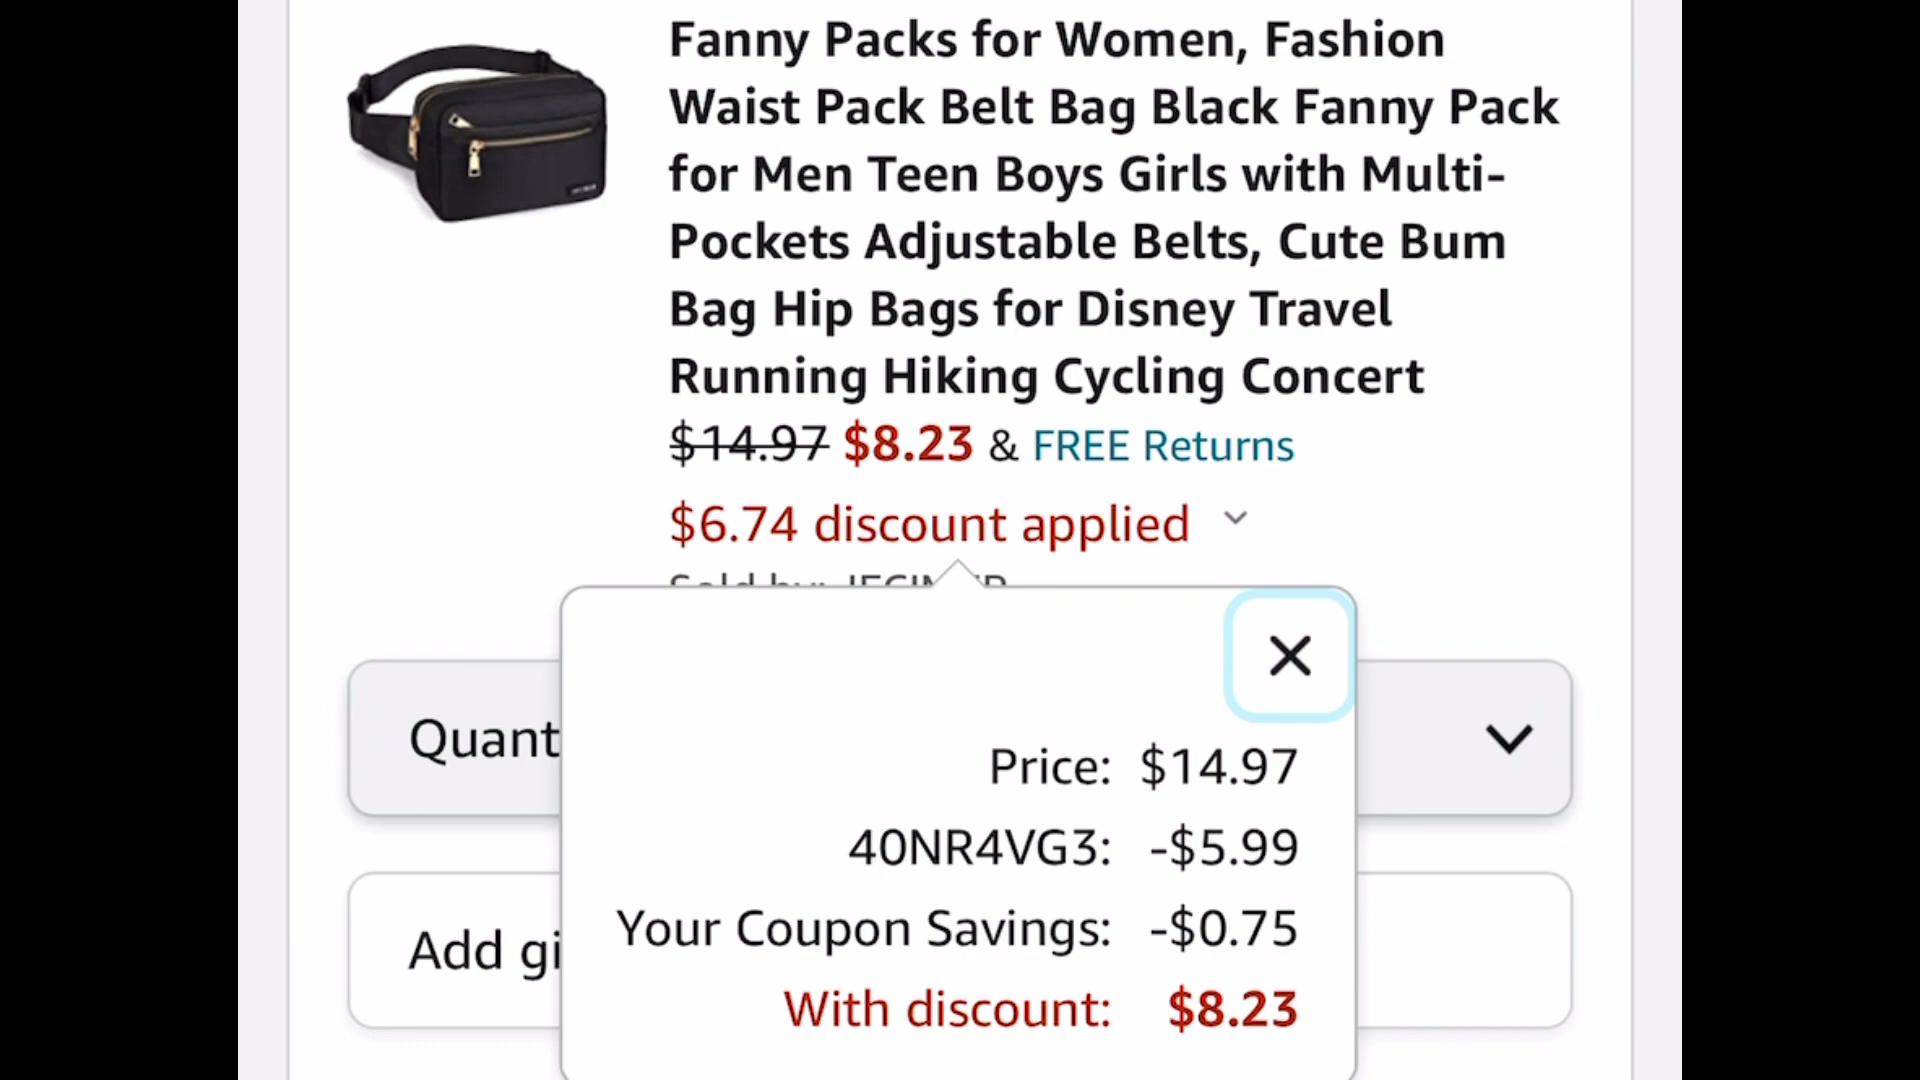 Fanny Packs for Women, Fashion
Waist Pack Belt Bag Black Fanny Pack
for Men Teen Boys Girls with Multi-
Pockets Adjustable Belts, Cute Bum
Bag Hip Bags for Disney Travel
Running Hiking Cycling Concert
$14.97 $8.23 & FREE Returns
$6.74 discount applied
Sold by:
Quant
Price: $14.97
40NR4VG3: -$5.99
Your Coupon Savings: -$0.75
Add gi
With discount: $8.23